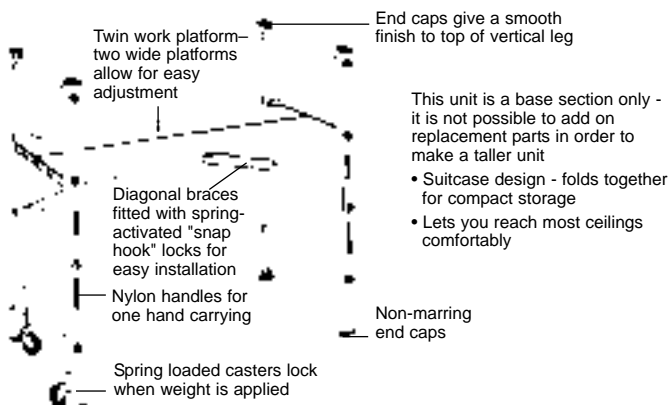 End caps give a smooth
finish to top of vertical leg
Twin work platform–
two wide platforms
allow for easy
adjustment
This unit is a base section only -
it is not possible to add on
replacement parts in order to
make a taller unit
• Suitcase design - folds together
for compact storage
• Lets you reach most ceilings
comfortably
Diagonal braces
fitted with spring-
activated "snap
hook" locks for
easy installation
Nylon handles for
one hand carrying
Non-marring
end caps
Spring loaded casters lock
when weight is applied